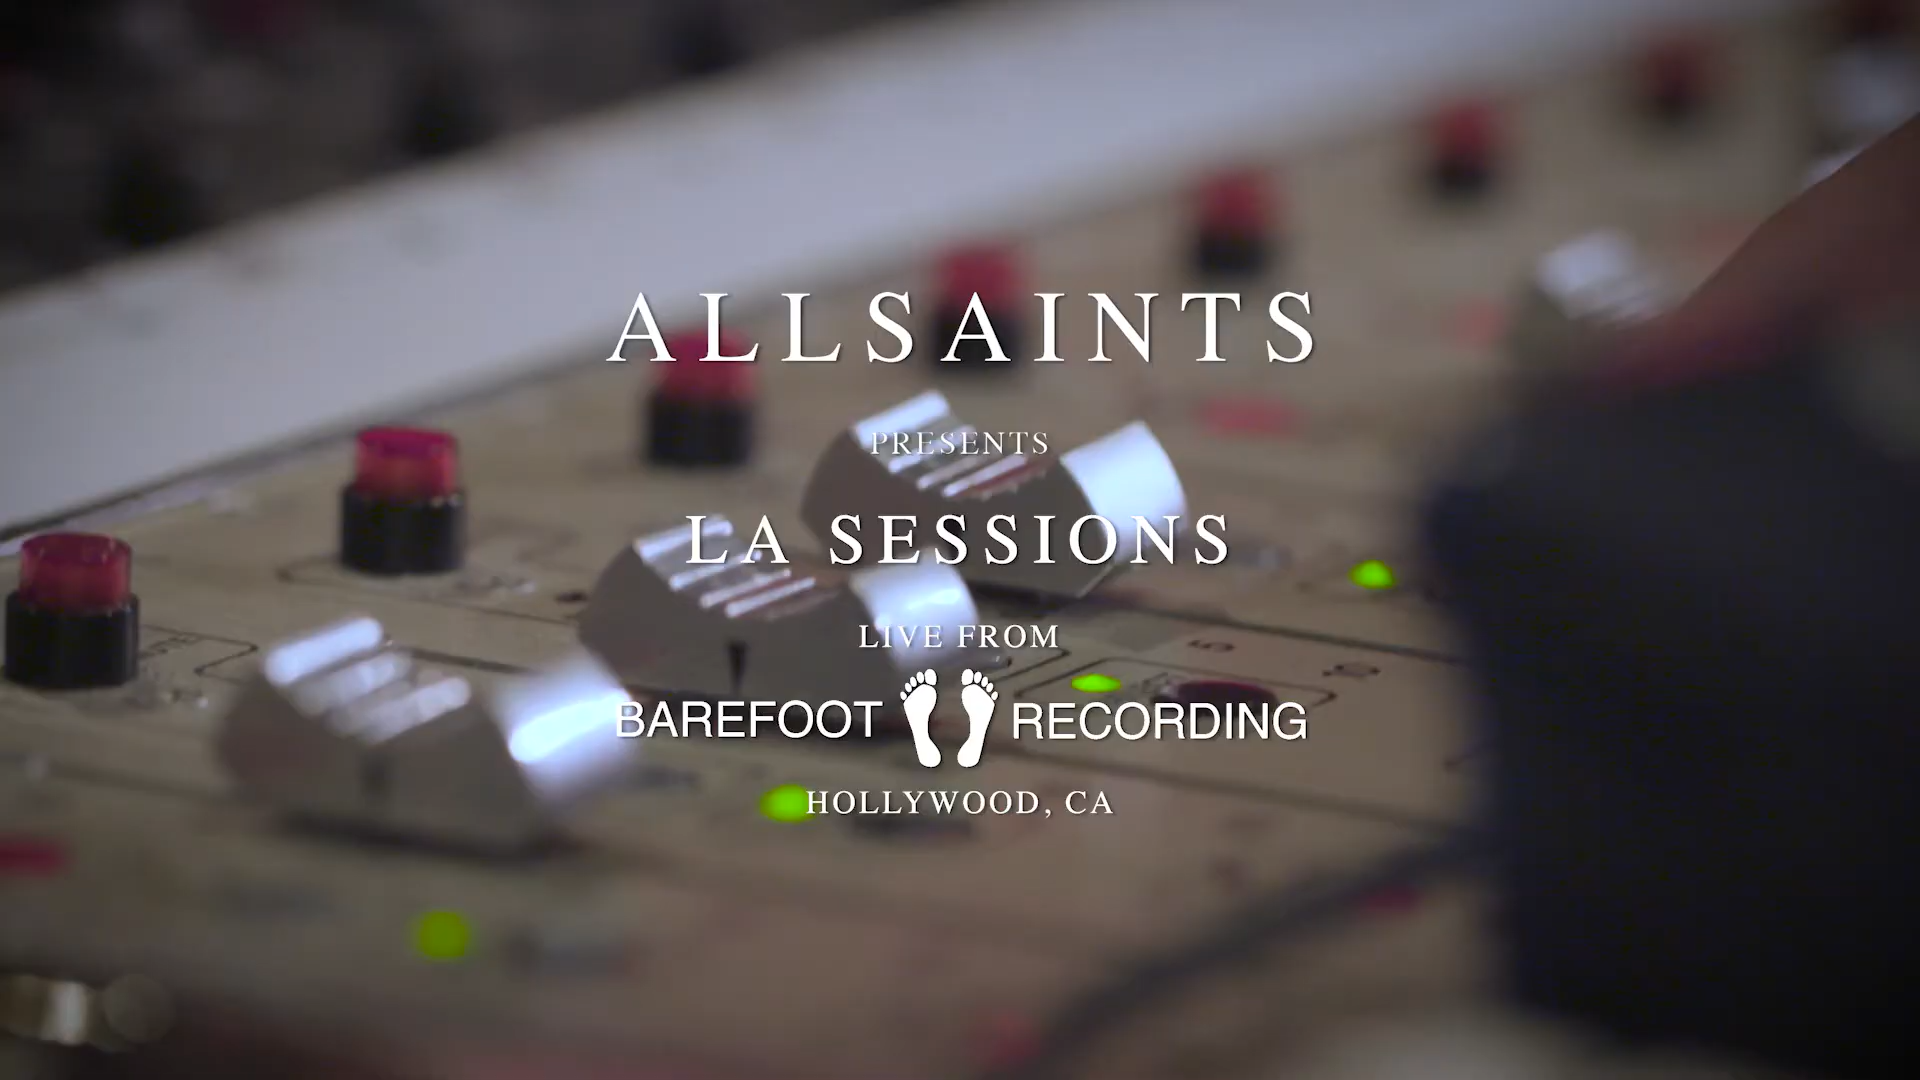 ALLSAINTS
PRESENTS
LA SESSIONS
LIVE FROM
BAREFOOT RECORDING
HOLLYWOOD, CA